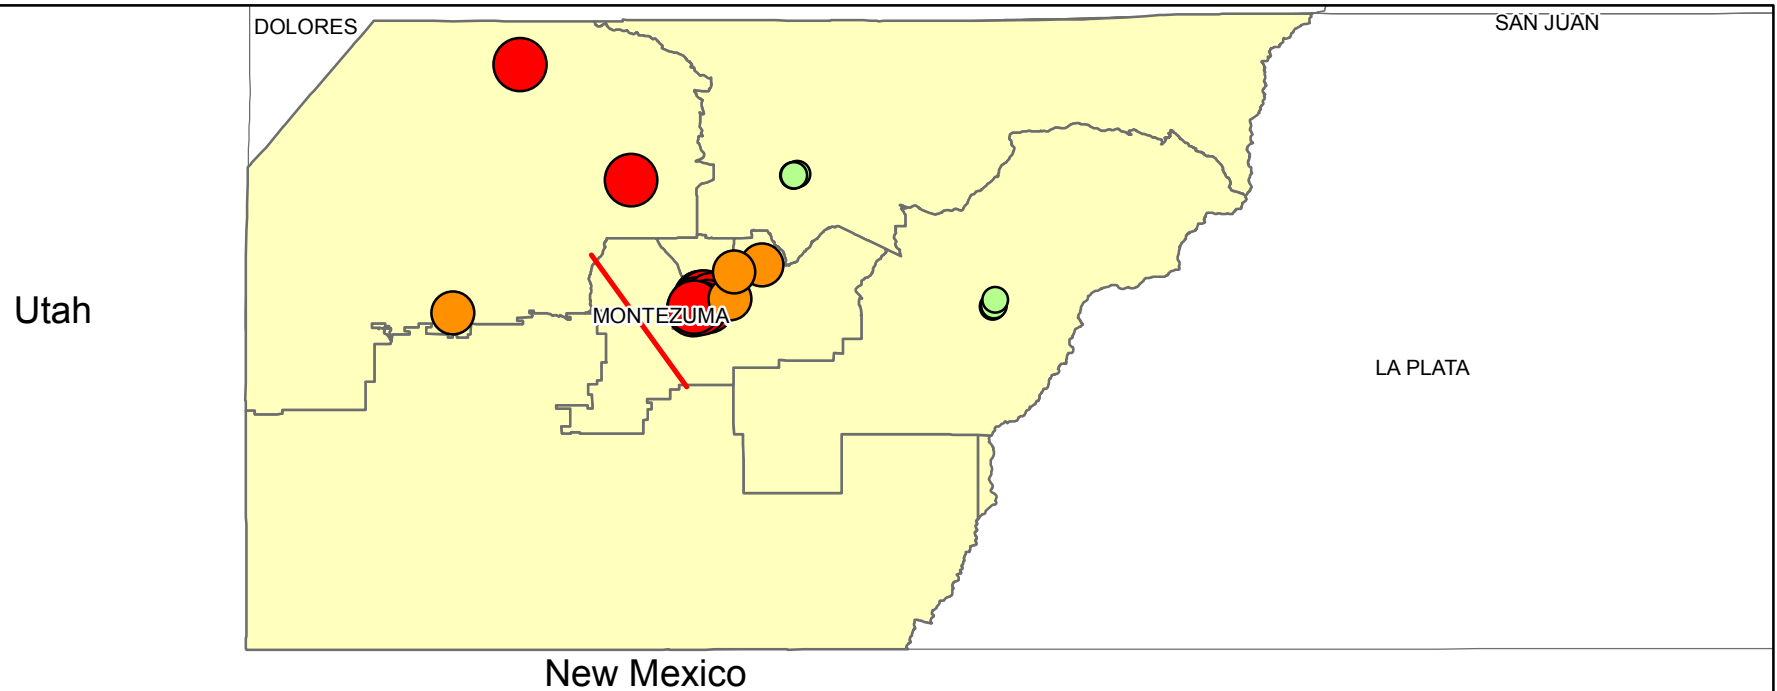 DOLORES
SAN JUAN
Utah
MONTEZUMA
LA PLATA
New Mexico